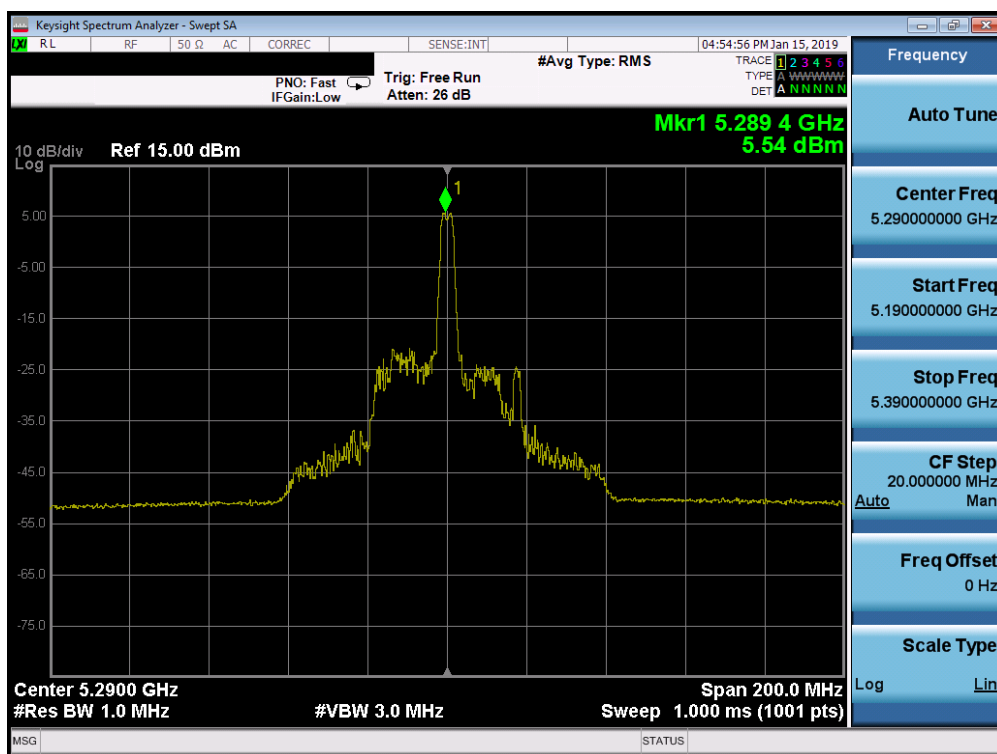 Keysight Spectrum Analyzer - Swept SA
LXI RL RF 50 Ω AC CORREC SENSE:INT 04:54:56 PM Jan 15, 2019
PNO: Fast
IFGain:Low
Trig: Free Run
Atten: 26 dB
#Avg Type: RMS
TRACE 1 2 3 4 5 6
TYPE A WWWWW
DET A N N N N N
Mkr1 5.289 4 GHz
5.54 dBm
10 dB/div
Log
Ref 15.00 dBm
1
5.00
-5.00
-15.0
-25.0
-35.0
-45.0
-55.0
-65.0
-75.0
Center 5.2900 GHz
Span 200.0 MHz
#Res BW 1.0 MHz
#VBW 3.0 MHz
Sweep 1.000 ms (1001 pts)
MSG
STATUS
Frequency
Auto Tune
Center Freq
5.290000000 GHz
Start Freq
5.190000000 GHz
Stop Freq
5.390000000 GHz
CF Step
20.000000 MHz
Auto Man
Freq Offset
0 Hz
Scale Type
Log Lin